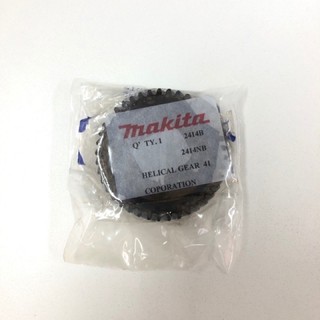 makita
Q' TY. 1 2414B
2414NB
HELICAL GEAR 41
COPORATION